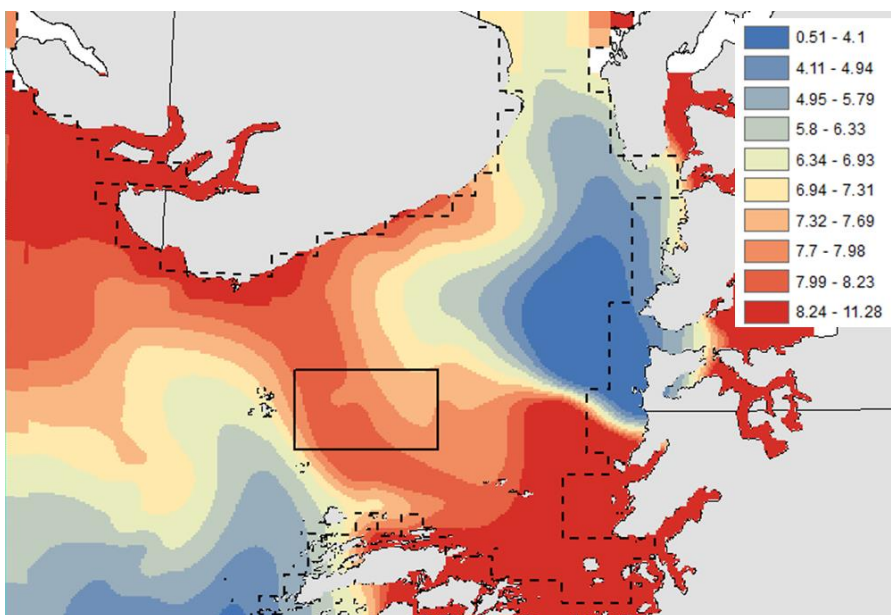 0.51 - 4.1
4.11 - 4.94
4.95 - 5.79
5.8 - 6.33
6.34 - 6.93
6.94 - 7.31
7.32 - 7.69
7.7 - 7.98
7.99 - 8.23
8.24 - 11.28